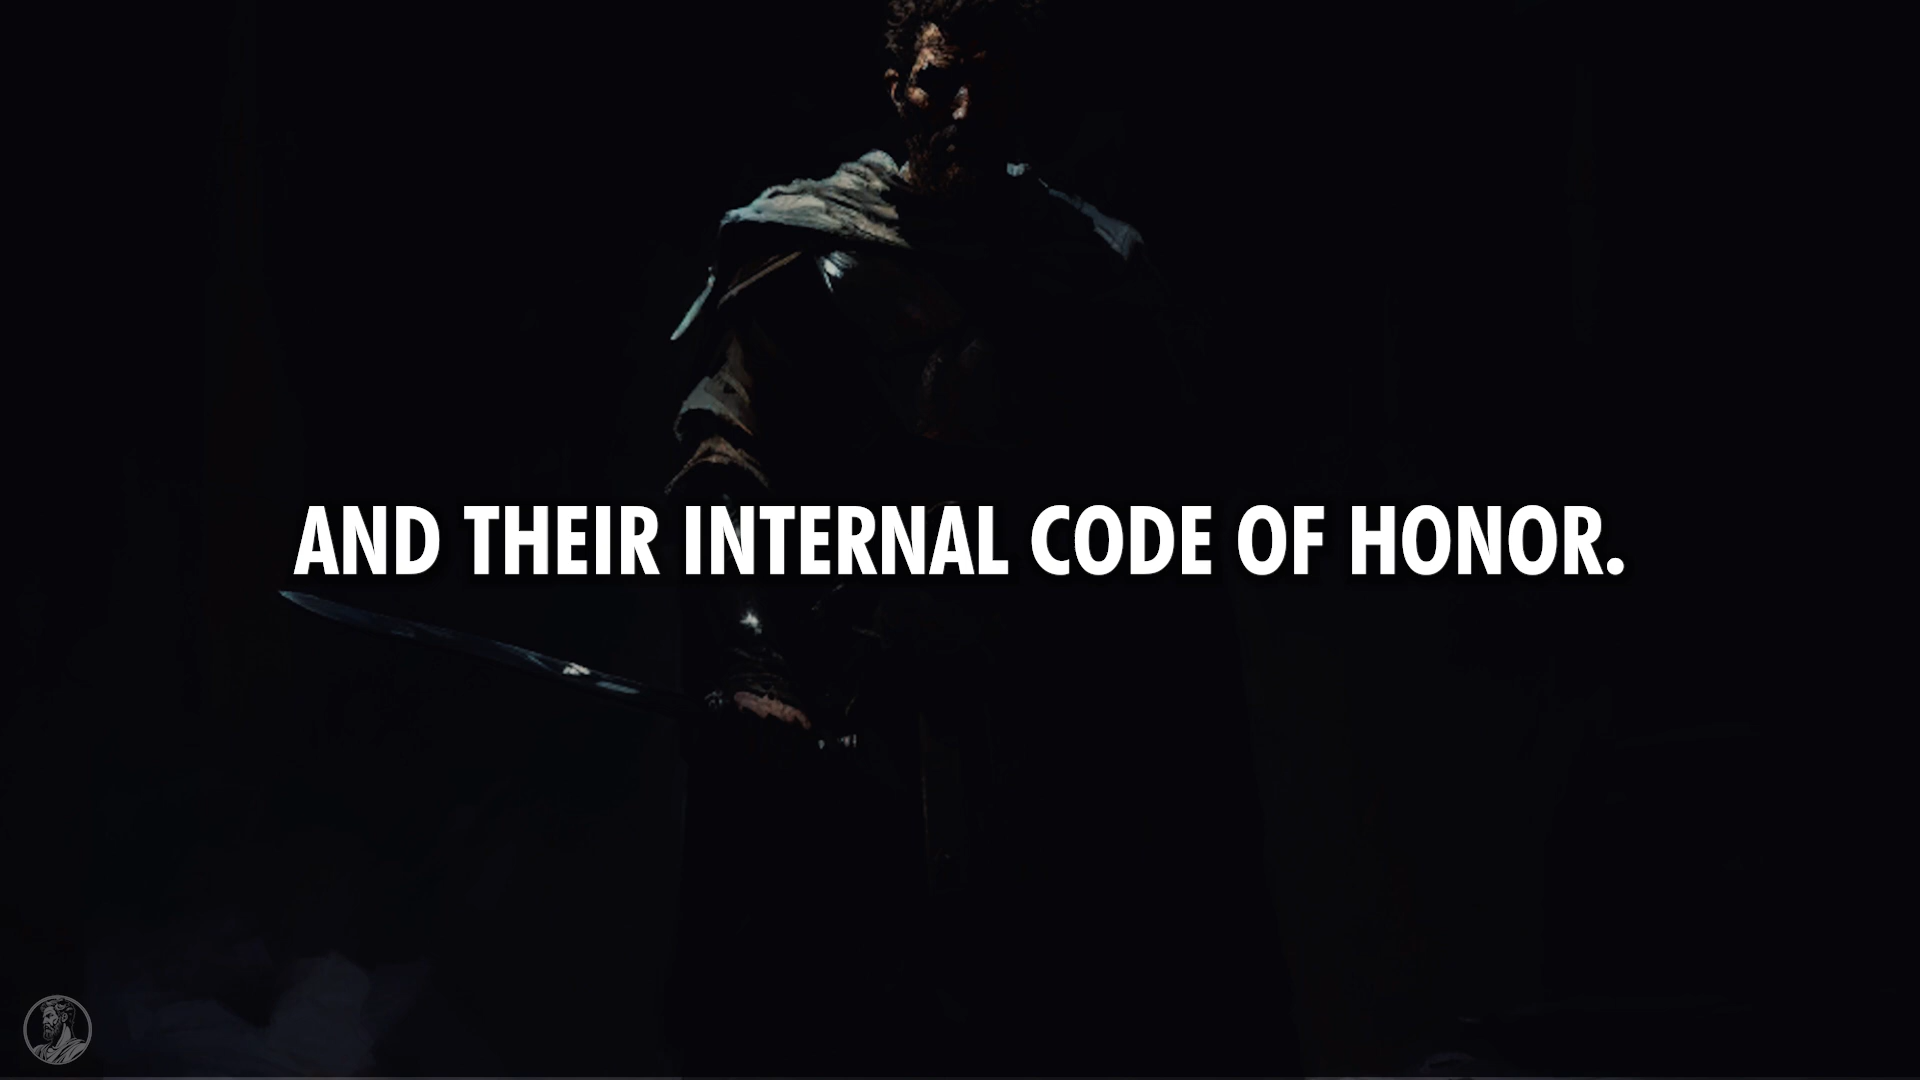 AND THEIR INTERNAL CODE OF HONOR.